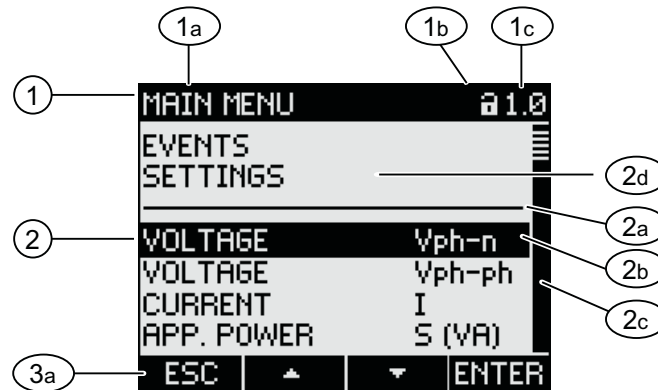 1a 1b 1c
1 MAIN MENU 1.0
EVENTS
SETTINGS 2d
2a
2 VOLTAGE Vph-n
2b
VOLTAGE Vph-ph
CURRENT I 2c
APP. POWER S (VA)
3a ESC ▲ ▼ ENTER